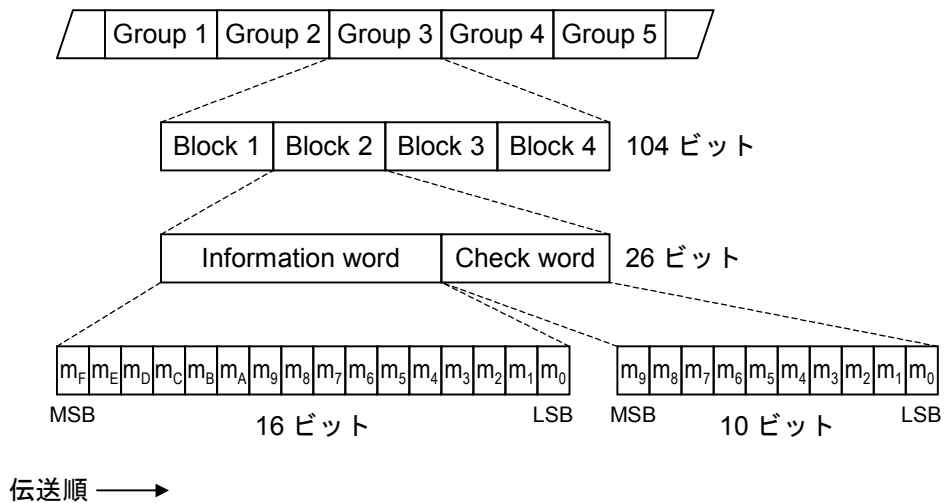 Group 1 Group 2 Group 3 Group 4 Group 5
Block 1 Block 2 Block 3 Block 4 104 ビット
Information word Check word 26 ビット
mF mE mD mC mB mA m9 m8 m7 m6 m5 m4 m3 m2 m1 m0 m9 m8 m7 m6 m5 m4 m3 m2 m1 m0
MSB 16 ビット LSB MSB 10 ビット LSB
伝送順